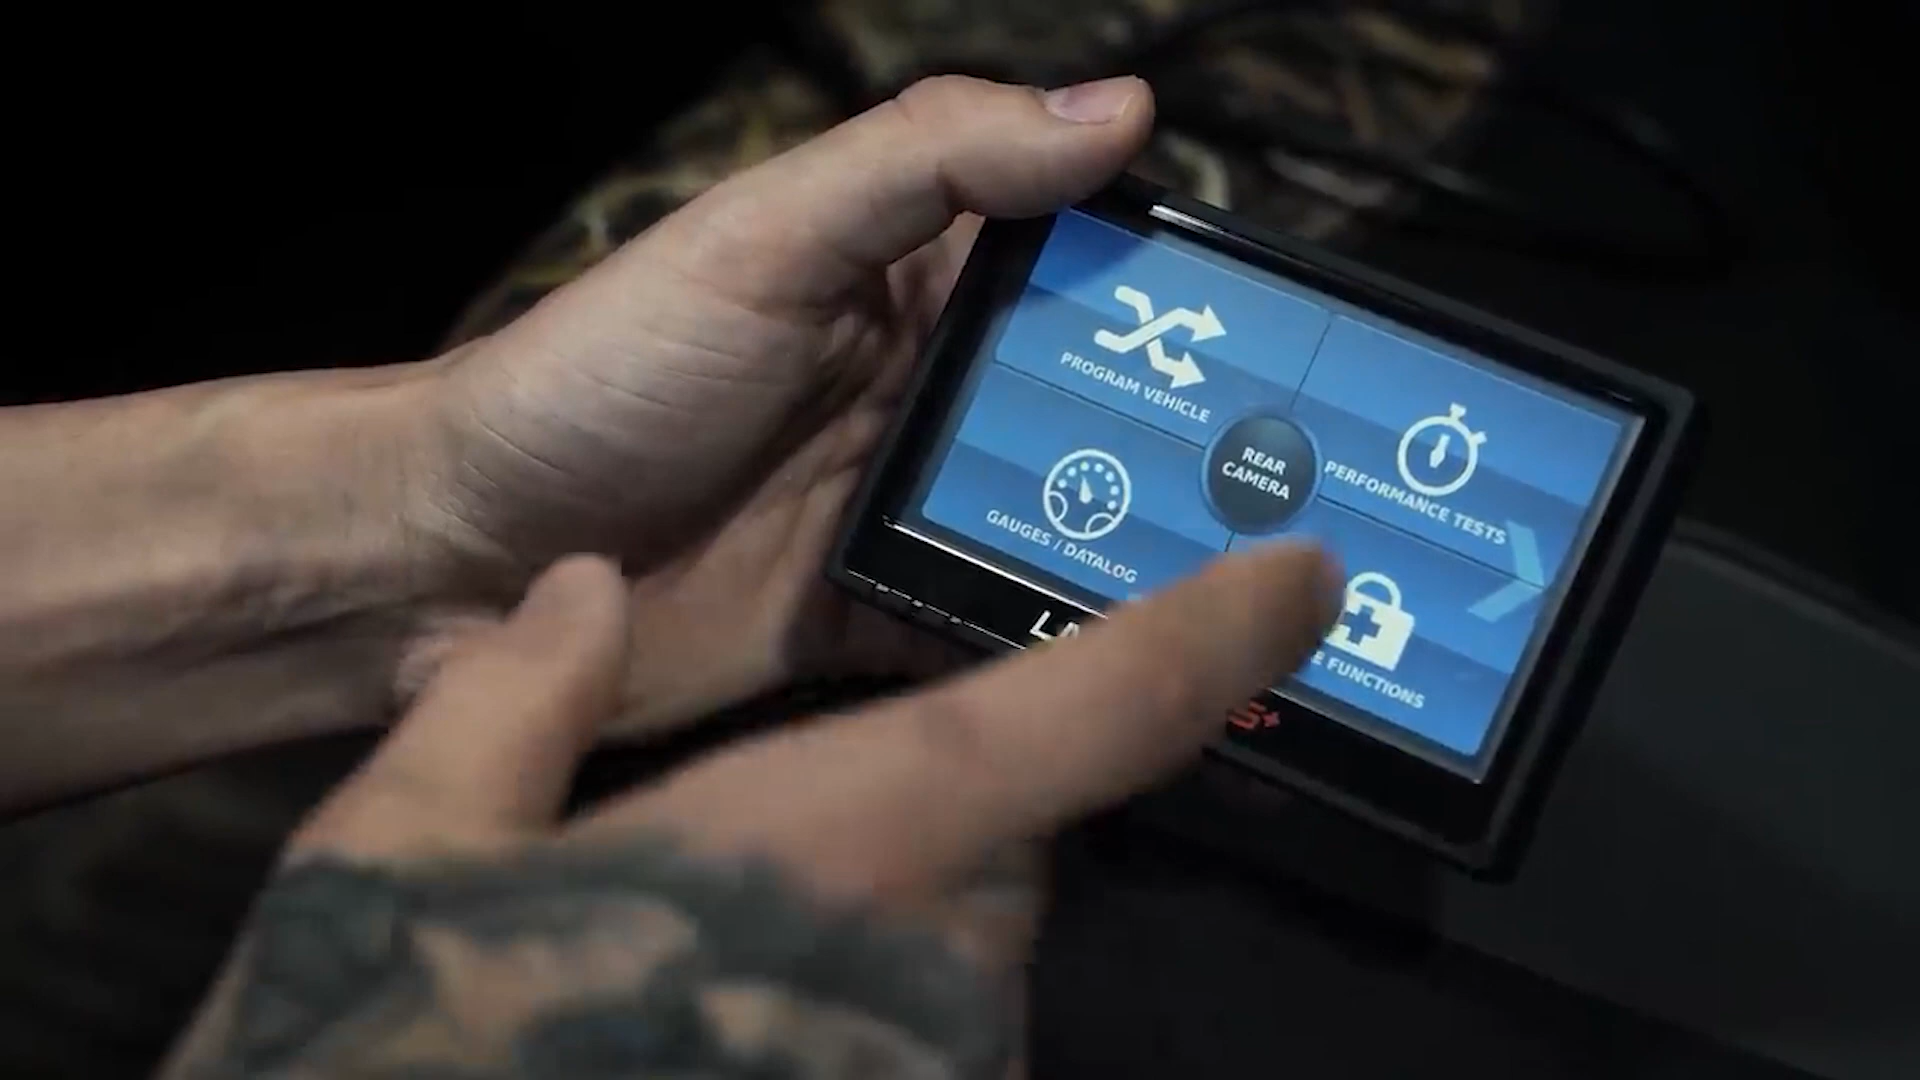 PROGRAM VEHICLE
PERFORMANCE TESTS
REAR
CAMERA
GAUGES / DATALOG
FUNCTIONS
S+